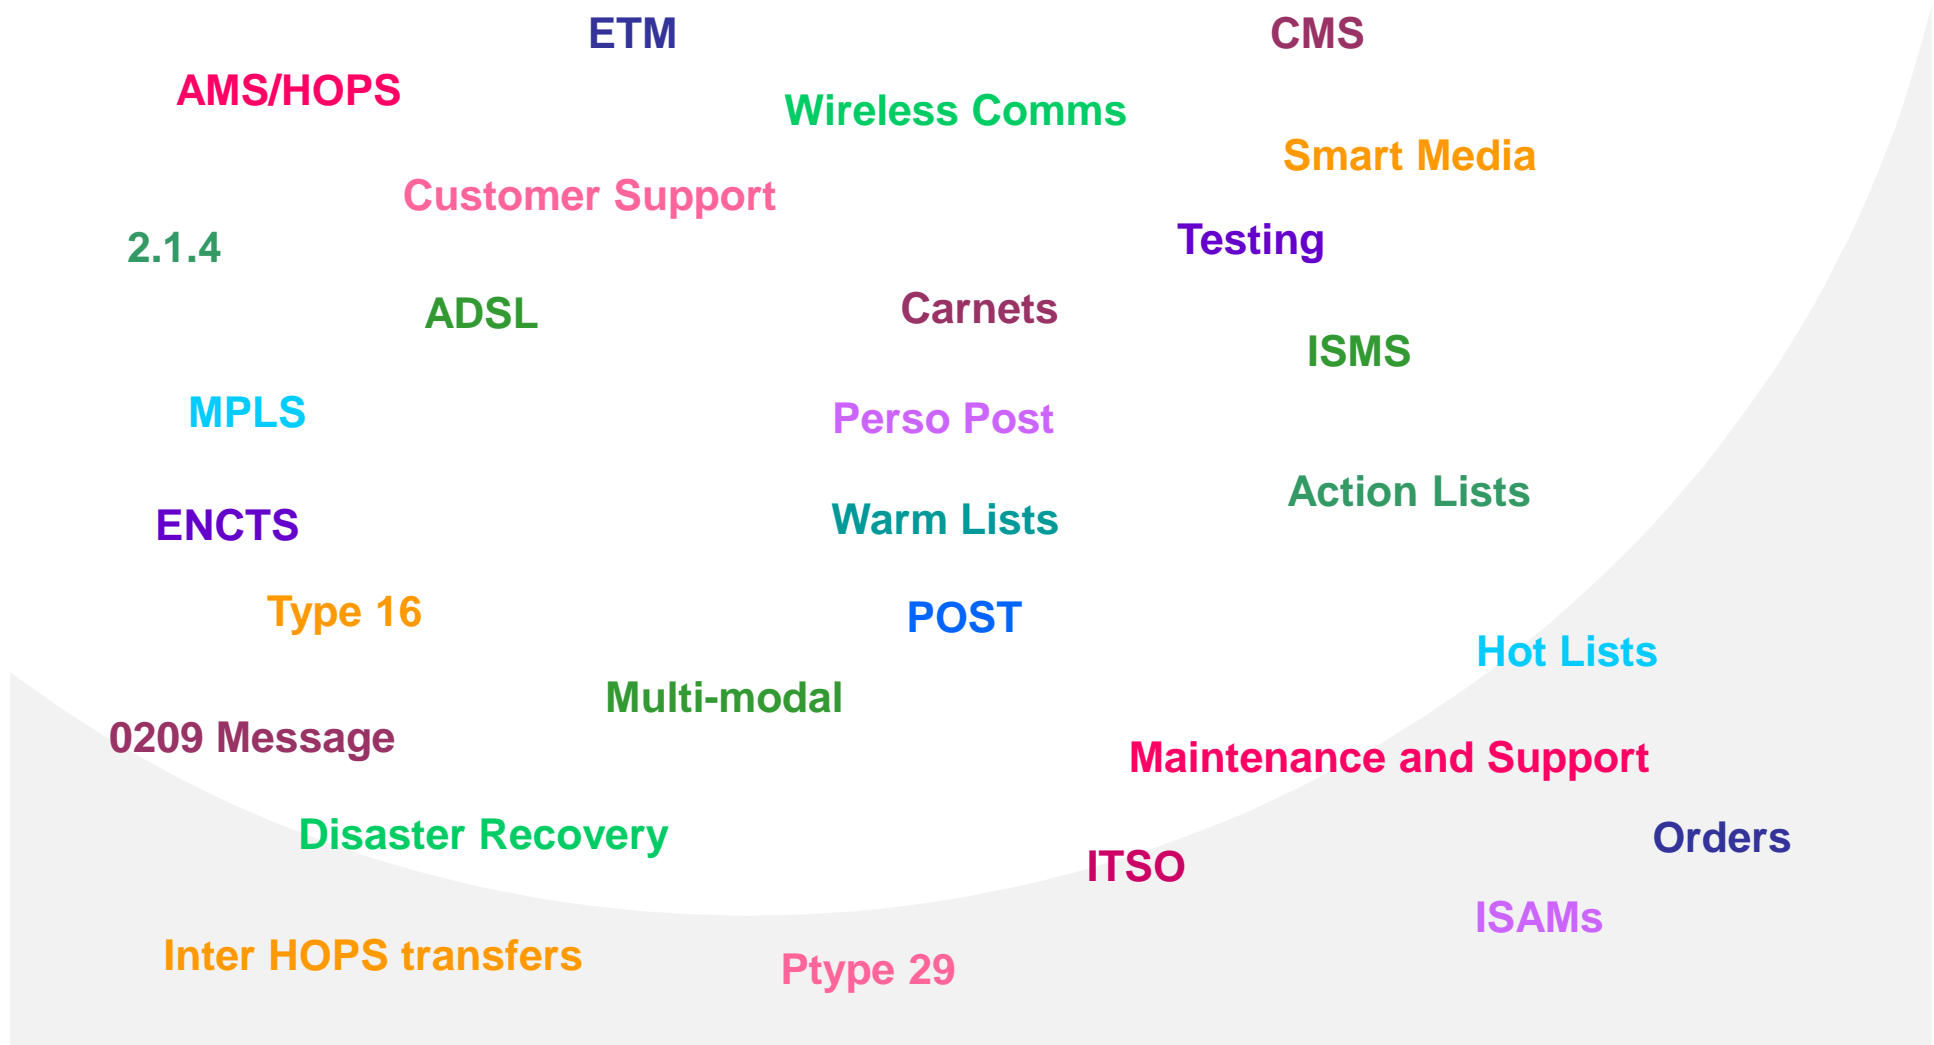 ETM
CMS
AMS/HOPS
Wireless Comms
Smart Media
Customer Support
2.1.4
Testing
ADSL
Carnets
ISMS
MPLS
Perso Post
Action Lists
ENCTS
Warm Lists
Type 16
POST
Hot Lists
Multi-modal
0209 Message
Maintenance and Support
Disaster Recovery
Orders
ITSO
ISAMs
Inter HOPS transfers
Ptype 29